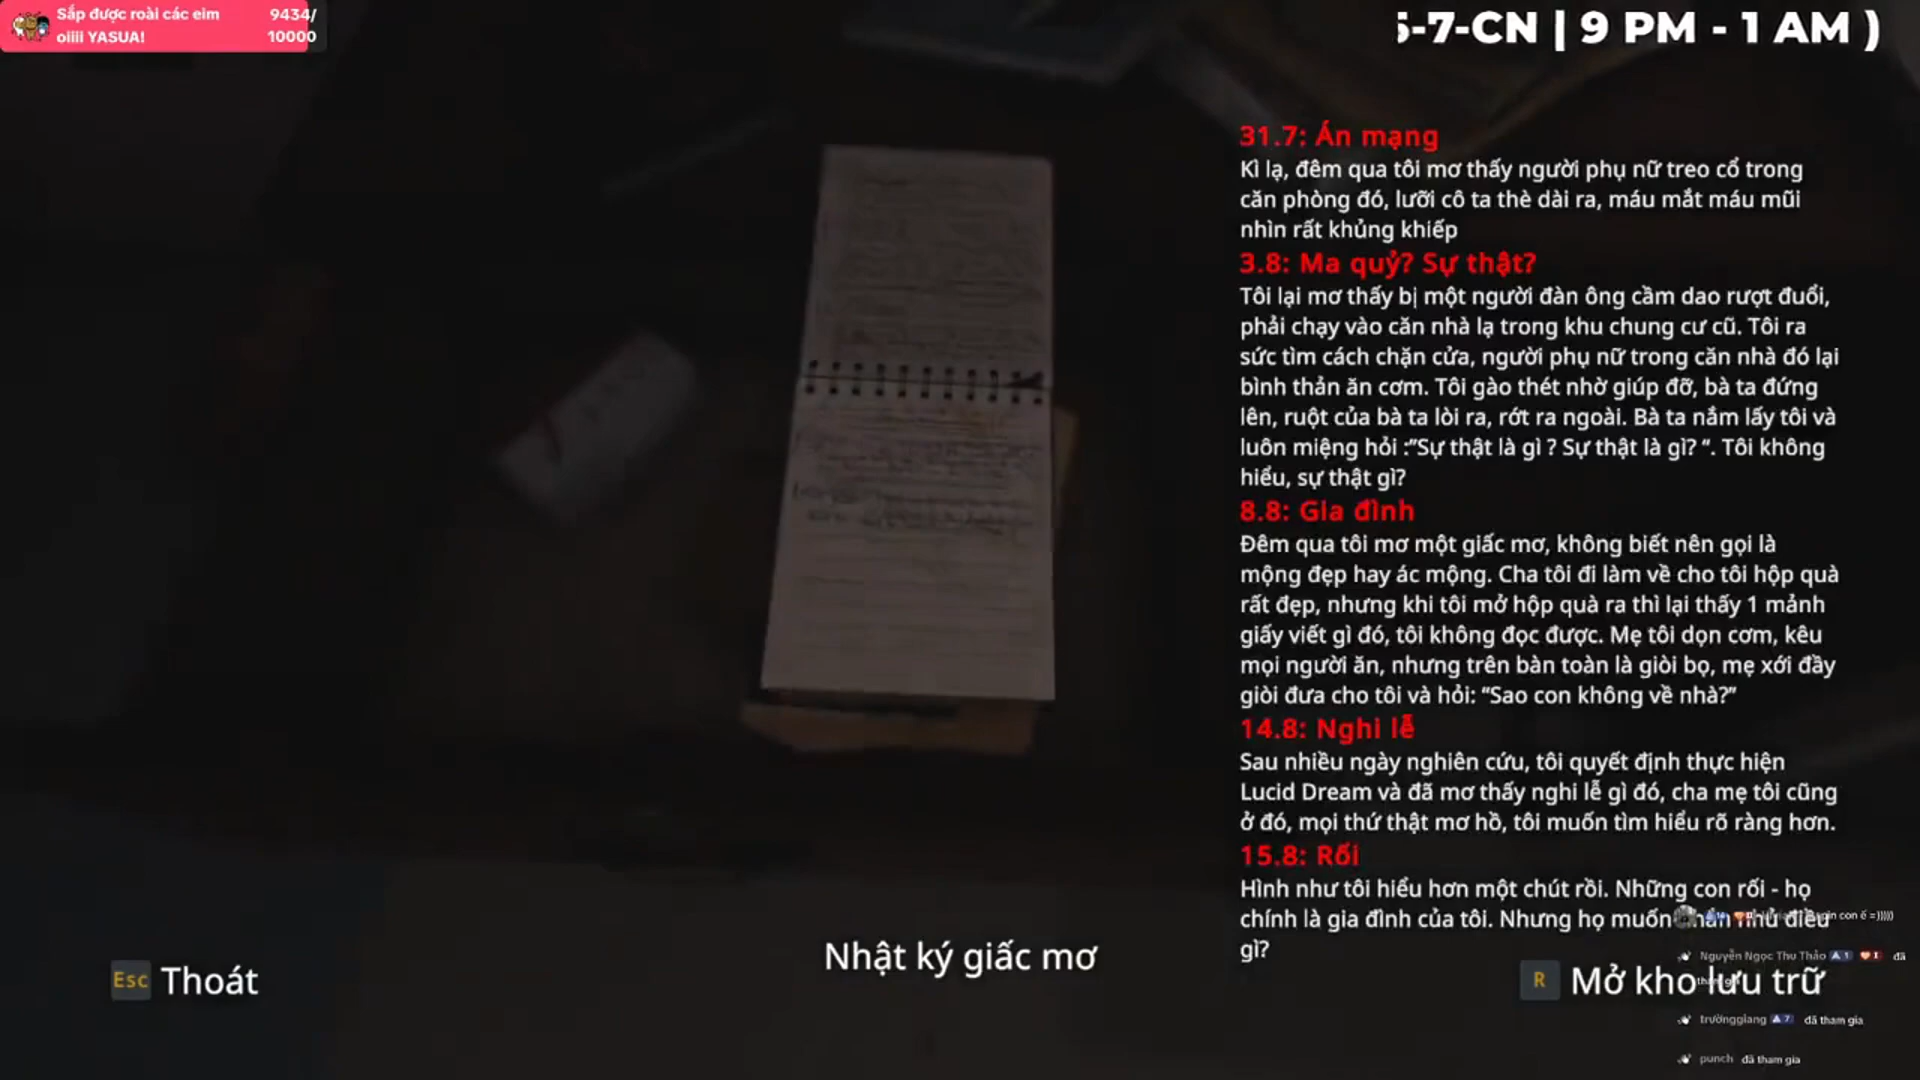 Sắp được roài các eim
oiiii YASUA!
9434/
10000
-7-CN | 9 PM - 1 AM )
31.7: Án mạng
Kì lạ, đêm qua tôi mơ thấy người phụ nữ treo cổ trong
căn phòng đó, lưỡi cô ta thè dài ra, máu mắt máu mũi
nhìn rất khủng khiếp
3.8: Ma quỷ? Sự thật?
Tôi lại mơ thấy bị một người đàn ông cầm dao rượt đuổi,
phải chạy vào căn nhà lạ trong khu chung cư cũ. Tôi ra
sức tìm cách chặn cửa, người phụ nữ trong căn nhà đó lại
bình thản ăn cơm. Tôi gào thét nhờ giúp đỡ, bà ta đứng
lên, ruột của bà ta lòi ra, rớt ra ngoài. Bà ta nắm lấy tôi và
luôn miệng hỏi :”Sự thật là gì ? Sự thật là gì? “. Tôi không
hiểu, sự thật gì?
8.8: Gia đình
Đêm qua tôi mơ một giấc mơ, không biết nên gọi là
mộng đẹp hay ác mộng. Cha tôi đi làm về cho tôi hộp quà
rất đẹp, nhưng khi tôi mở hộp quà ra thì lại thấy 1 mảnh
giấy viết gì đó, tôi không đọc được. Mẹ tôi dọn cơm, kêu
mọi người ăn, nhưng trên bàn toàn là giòi bọ, mẹ xới đầy
giòi đưa cho tôi và hỏi: “Sao con không về nhà?”
14.8: Nghi lễ
Sau nhiều ngày nghiên cứu, tôi quyết định thực hiện
Lucid Dream và đã mơ thấy nghi lễ gì đó, cha mẹ tôi cũng
ở đó, mọi thứ thật mơ hồ, tôi muốn tìm hiểu rõ ràng hơn.
15.8: Rối
Hình như tôi hiểu hơn một chút rồi. Những con rối - họ
chính là gia đình của tôi. Nhưng họ muốn nhắn nhủ điều
gì?
con ế =)))))
Nguyễn Ngọc Thu Thảo 1 1 đã
tham gia
trườnggiang 7 đã tham gia
punch đã tham gia
Nhật ký giấc mơ
Esc Thoát
R Mở kho lưu trữ